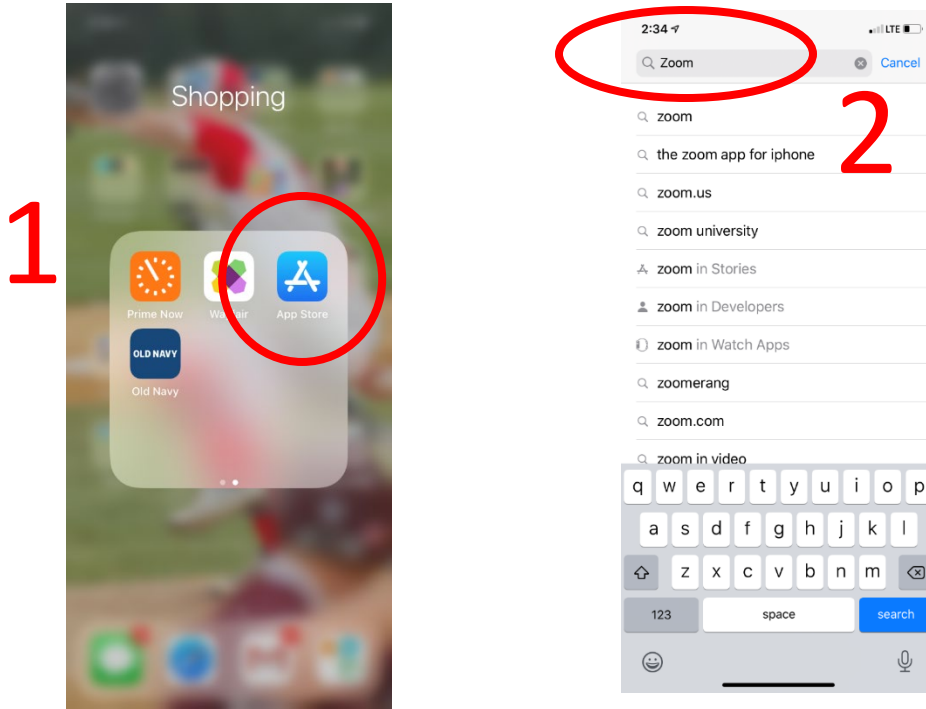 1
Shopping
Prime Now
Wayfair
App Store
OLD NAVY
Old Navy
2
2:34
LTE
Zoom
Cancel
zoom
the zoom app for iphone
zoom.us
zoom university
zoom in Stories
zoom in Developers
zoom in Watch Apps
zoomerang
zoom.com
zoom in video
q w e r t y u i o p
a s d f g h j k l
z x c v b n m
123 space search